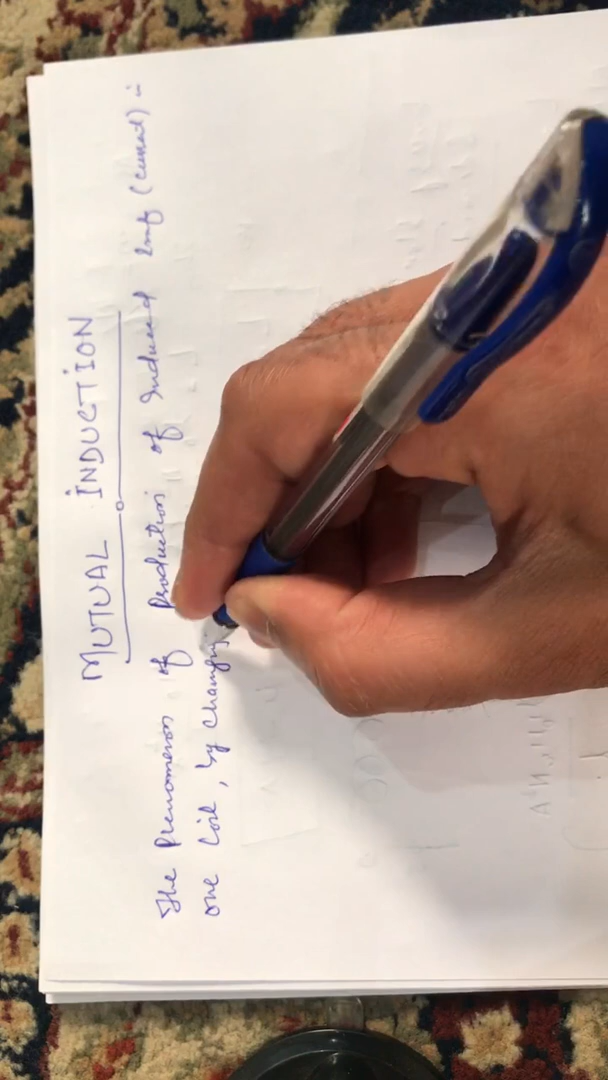 MUTUAL INDUCTION
The Phenomenon of Production of Induced emf (current) in
one Coil, by changing